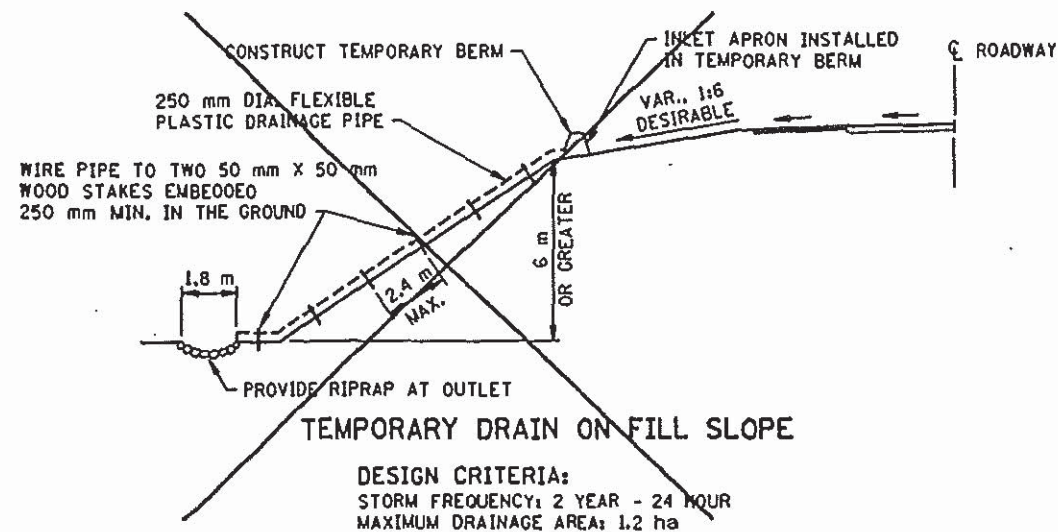 CONSTRUCT TEMPORARY BERM
INLET APRON INSTALLED
IN TEMPORARY BERM
℄ ROADWAY
250 mm DIA. FLEXIBLE
PLASTIC DRAINAGE PIPE
VAR., 1:6
DESIRABLE
WIRE PIPE TO TWO 50 mm X 50 mm
WOOD STAKES EMBEDDED
250 mm MIN. IN THE GROUND
1.8 m
2.4 m
MAX.
6 m
OR GREATER
PROVIDE RIPRAP AT OUTLET
TEMPORARY DRAIN ON FILL SLOPE
DESIGN CRITERIA:
STORM FREQUENCY: 2 YEAR - 24 HOUR
MAXIMUM DRAINAGE AREA: 1.2 ha